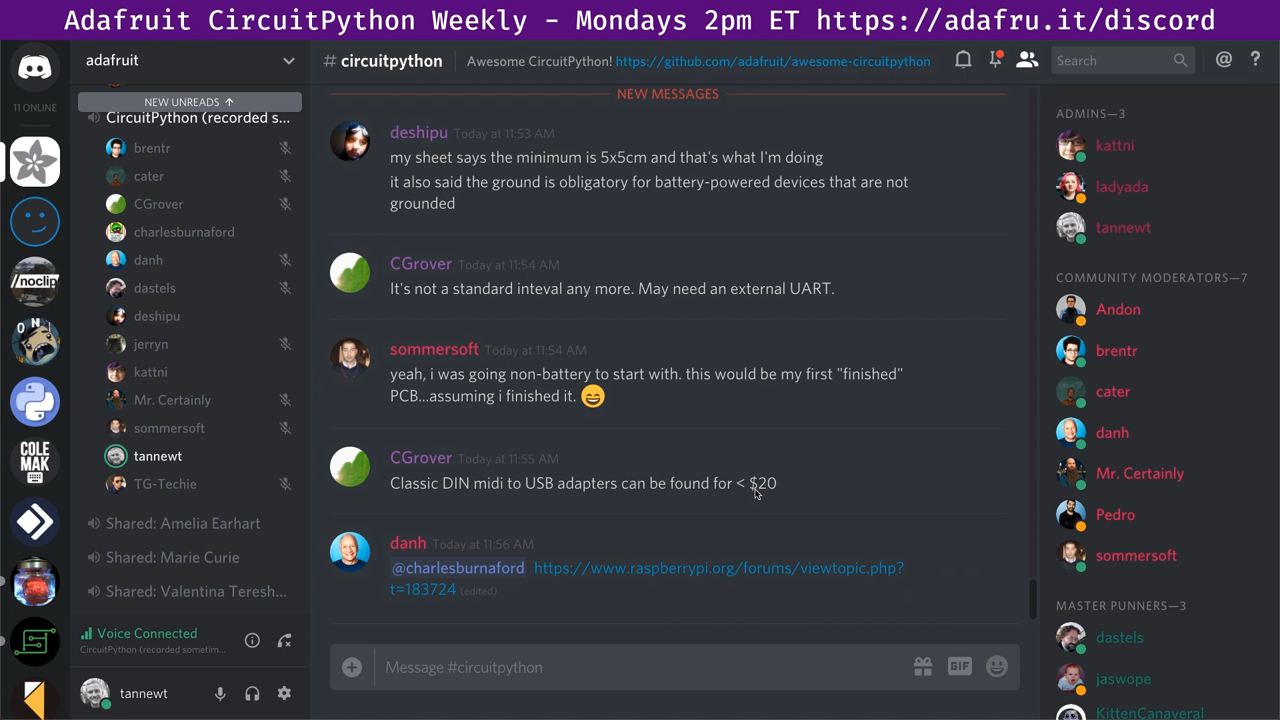 Adafruit CircuitPython Weekly - Mondays 2pm ET https://adafru.it/discord
11 ONLINE
/noclip
O N
COLE
MAK
adafruit
NEW UNREADS ↑
CircuitPython (recorded s...
brentr
cater
CGrover
charlesburnaford
danh
dastels
deshipu
jerryn
kattni
Mr. Certainly
sommersoft
tannewt
TG-Techie
Shared: Amelia Earhart
Shared: Marie Curie
Shared: Valentina Teresh...
Voice Connected
CircuitPython (recorded sometim...
tannewt
# circuitpython
Awesome CircuitPython! https://github.com/adafruit/awesome-circuitpython
Search
NEW MESSAGES
deshipu Today at 11:53 AM
my sheet says the minimum is 5x5cm and that's what I'm doing
it also said the ground is obligatory for battery-powered devices that are not
grounded
CGrover Today at 11:54 AM
It's not a standard inteval any more. May need an external UART.
sommersoft Today at 11:54 AM
yeah, i was going non-battery to start with. this would be my first "finished"
PCB...assuming i finished it. 😄
CGrover Today at 11:55 AM
Classic DIN midi to USB adapters can be found for < $20
danh Today at 11:56 AM
@charlesburnaford https://www.raspberrypi.org/forums/viewtopic.php?
t=183724 (edited)
Message #circuitpython
GIF
ADMINS—3
kattni
ladyada
tannewt
COMMUNITY MODERATORS—7
Andon
brentr
cater
danh
Mr. Certainly
Pedro
sommersoft
MASTER PUNNERS—3
dastels
jaswope
KittenCanaveral